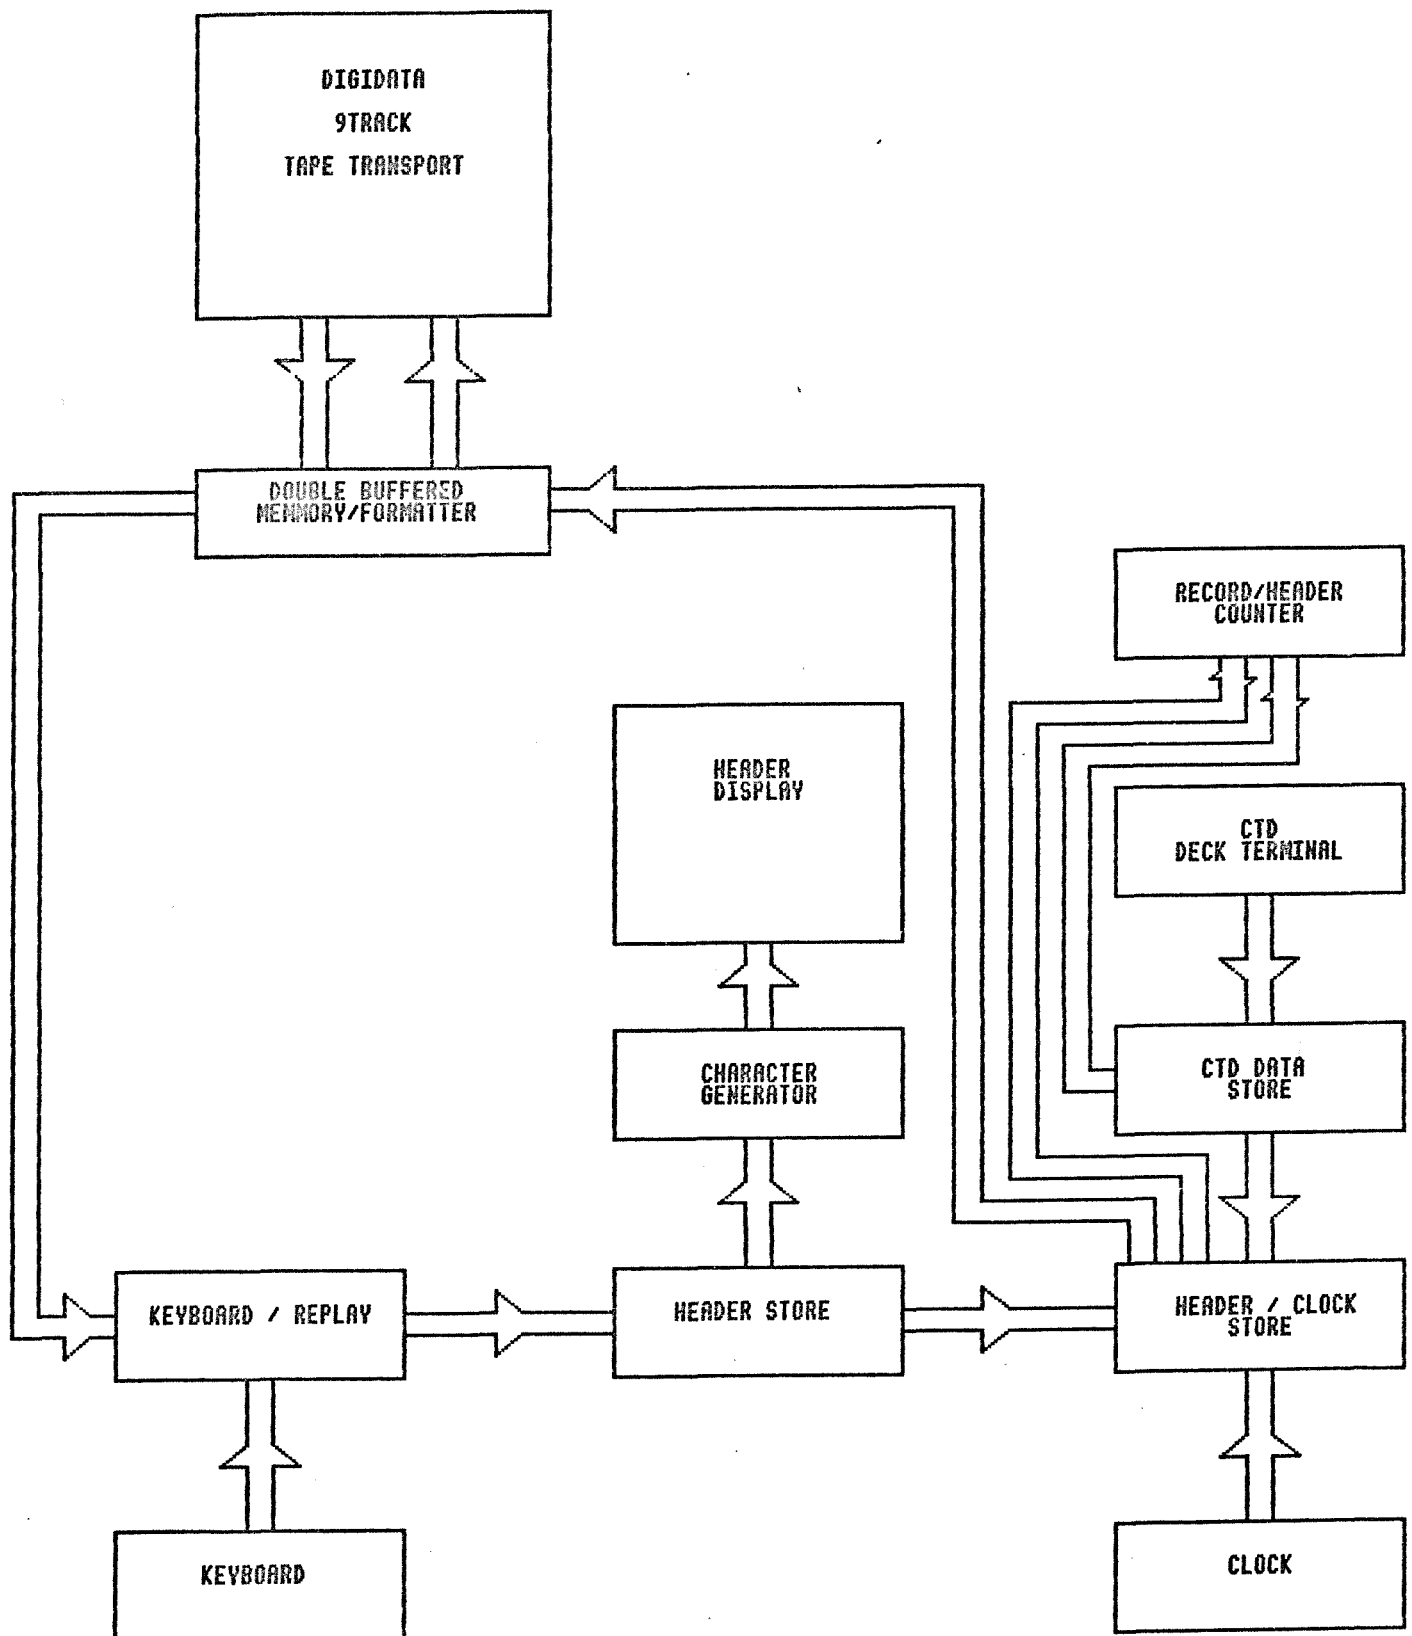 DIGIDATA
9TRACK
TAPE TRANSPORT
DOUBLE BUFFERED
MEMMORY/FORMATTER
RECORD/HEADER
COUNTER
HEADER
DISPLAY
CTD
DECK TERMINAL
CHARACTER
GENERATOR
CTD DATA
STORE
KEYBOARD / REPLAY
HEADER STORE
HEADER / CLOCK
STORE
KEYBOARD
CLOCK